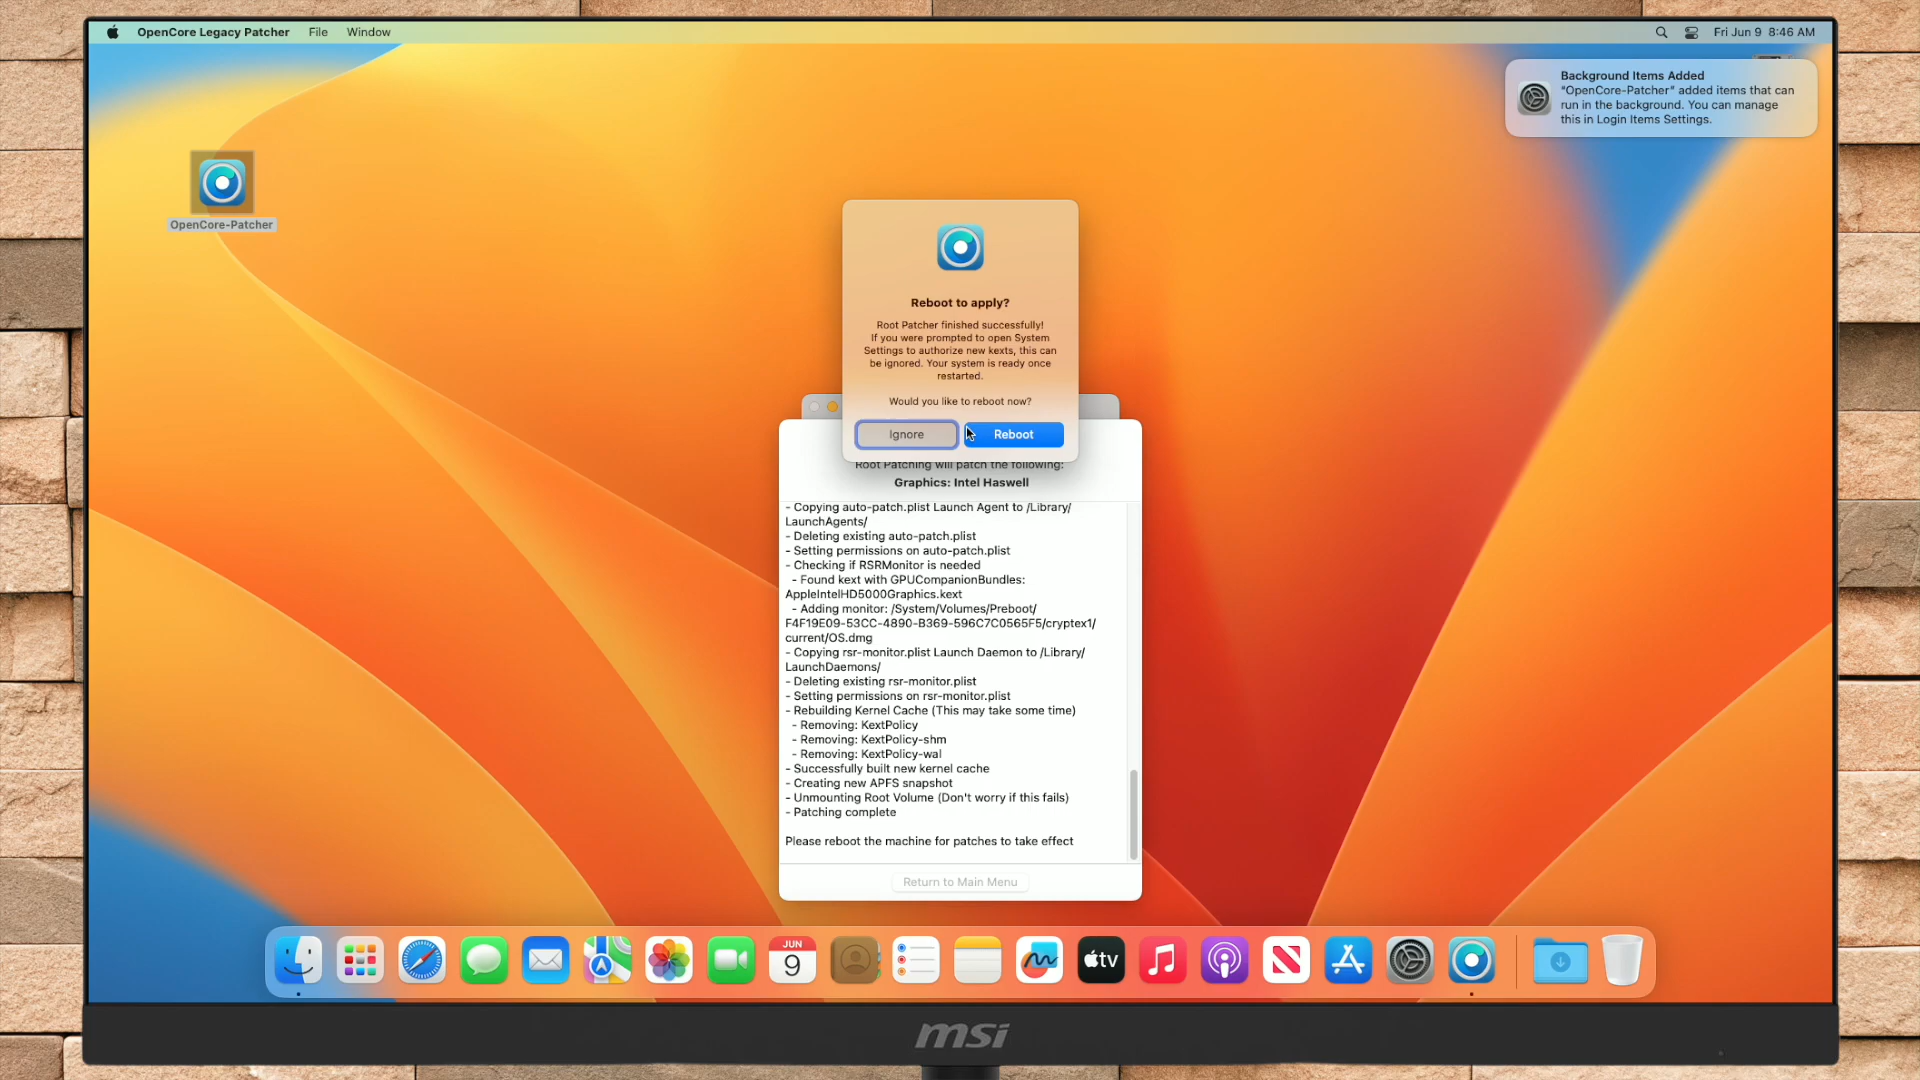 OpenCore Legacy Patcher File Window
Fri Jun 9 8:46 AM
Background Items Added
"OpenCore-Patcher" added items that can
run in the background. You can manage
this in Login Items Settings.
OpenCore-Patcher
Reboot to apply?
Root Patcher finished successfully!
If you were prompted to open System
Settings to authorize new kexts, this can
be ignored. Your system is ready once
restarted.
Would you like to reboot now?
Ignore
Reboot
Root Patching will patch the following:
Graphics: Intel Haswell
- Copying auto-patch.plist Launch Agent to /Library/
LaunchAgents/
- Deleting existing auto-patch.plist
- Setting permissions on auto-patch.plist
- Checking if RSRMonitor is needed
- Found kext with GPUCompanionBundles:
AppleIntelHD5000Graphics.kext
- Adding monitor: /System/Volumes/Preboot/
F4F19E09-53CC-4890-B369-596C7C0565F5/cryptex1/
current/OS.dmg
- Copying rsr-monitor.plist Launch Daemon to /Library/
LaunchDaemons/
- Deleting existing rsr-monitor.plist
- Setting permissions on rsr-monitor.plist
- Rebuilding Kernel Cache (This may take some time)
- Removing: KextPolicy
- Removing: KextPolicy-shm
- Removing: KextPolicy-wal
- Successfully built new kernel cache
- Creating new APFS snapshot
- Unmounting Root Volume (Don't worry if this fails)
- Patching complete
Please reboot the machine for patches to take effect
Return to Main Menu
JUN
9
tv
msi